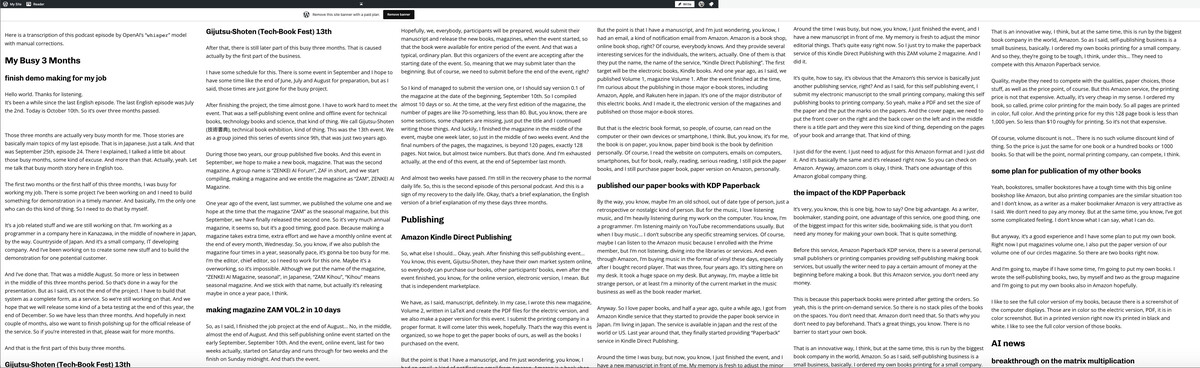 My Site
Reader
Write
Remove this site banner with a paid plan
Remove banner
Here is a transcription of this podcast episode by OpenAI's "whisper" model
with manual corrections.
My Busy 3 Months
finish demo making for my job
Hello world. Thanks for listening.
It's been a while since the last English episode. The last English episode was July
the 2nd. Today is October 10th. So it's over three months passed.
Those three months are actually very busy month for me. Those stories are
basically main topics of my last episode. That is in Japanese, just a talk. And that
was September 25th, episode 24. There I explained, I talked a little bit about
those busy months, some kind of excuse. And more than that. Actually, yeah. Let
me talk that busy month story here in English too.
The first two months or the first half of this three months, I was busy for
working my job. There is some project I've been working on and I need to build
something for demonstration in a timely manner. And basically, I'm the only one
who can do this kind of thing. So I need to do that by myself.
It's a job related stuff and we are still working on that. I'm working as a
programmer in a company here in Kanazawa, in the middle of nowhere in Japan,
by the way. Countryside of Japan. And it's a small company, IT developing
company. And I've been working on to create some new stuff and to build the
demonstration for one potential customer.
And I've done that. That was a middle of August. So more or less in between
in the middle of this three months period. So that's done in a way for the
presentation. But as I said, it's not the end of the project. I have to build that
system as a complete form, as a service. So we're still working on that. And we
hope that we will release some kind of a beta testing at the end of this year, the
end of December. So we have less than three months. And hopefully in next
couple of months, also we want to finish polishing up for the official release of
the service. So if you're interested in that, please wait for more months.
And that is the first part of this busy three months.
Gijutsu-Shoten (Tech-Book Fest) 13th
Gijutsu-Shoten (Tech-Book Fest) 13th
After that, there is still later part of this busy three months. That is caused
actually by the first part of the business.
I have some schedule for this. There is some event in September and I hope to
have some time like the end of June, July and August for preparation, but as I
said, those times are just gone for the busy project.
After finishing the project, the time almost gone. I have to work hard to meet the
event. That was a self-publishing event online and offline event for technical
books, technology books and science, that kind of thing. We call Gijutsu-Shoten
(技術書典), technical book exhibition, kind of thing. This was the 13th event. We
as a group joined this series of events since 9th, that was just two years ago.
During those two years, our group published five books. And this event in
September, we hope to make a new book, magazine. That was the second
magazine. A group name is "ZENKEI AI Forum", ZAF in short, and we start
compiling, making a magazine and we entitle the magazine as "ZAM", ZENKEI AI
Magazine.
One year ago, at this event, last summer, we published the volume one and we
hope at the time that the magazine "ZAM" as the seasonal magazine, but this
September, we have finally released the second one. So it's very much annual
magazine, it seems so, but it's a good timing, good pace. Because making a
magazine takes extra time, extra effort and we have a monthly online event at the
end of every month, Wednesday. So, you know, if we also publish the
magazine four times in a year, seasonal pace, it's kind of too many things for me.
I'm the editor, chief editor, so I need to work for this so much. Maybe it's a
overworking, so it's impossible. Although we put the name of the magazine,
"ZENKEI AI Magazine seasonal", in Japanese, "ZAM Kihou", "Kihou" means
seasonal. And we stick with that name, but actually it's releasing
maybe in once a year pace, I think.
making magazine ZAM VOL.2 in 10 days
So, as I said, I finished the job project at the end of August... No, in the middle,
almost the end of August. And this self-publishing online event started on the
early September, September 10th. And the event, online event, last for two
weeks actually, started on Saturday and runs through for two weeks and the
finish on Sunday midnight. And that's the event.
Hopefully, we, everybody, participants will be prepared, would submit their
manuscript and release the new books, magazines, when the event started, so
that the book were available for entire period of the event. And that was a
typical, ordinary plan. But this organizers of the event are accepting after the
starting date of the event. So, meaning that we may submit later than the
beginning. But of course, we need to submit before the end of the event, right?
So I kind of managed to submit the version one, or I should say version 0.1 of
the magazine at the date of the beginning, September 10th. So I compiled
almost 10 days or so. At the time, at the very first edition of the magazine, the
number of pages are like 70-something, less than 80. But you know, there are
some sections, some chapters are missing, just put the title and I continued
writing those things. And luckily, I finished the magazine in the middle of the
event, maybe one week later, so just in the middle of two weeks event. And the
final numbers of the pages, the magazines, is beyond 120 pages, exactly 128
pages. Not twice, but almost twice numbers. But that's done. And I'm exhausted
actually, at the end of this event, at the end of September last month.
And almost two weeks have passed. I'm still in the recovery phase to the normal
daily life. So, this is the second episode of this personal podcast. And this is a
sign of my recovery to the daily life. Okay, that's a brief explanation, the English
version of a brief explanation of my these days three months.
Publishing
Amazon Kindle Direct Publishing
So, what else I should... Okay, yeah. After finishing this self-publishing event...
You know, this event, Gijutsu-Shoten, they have their own market system online,
so everybody can purchase our books, other participants' books, even after the
event finished. You know, for electronic version, not electronic version, that is
that independent marketplace.
We have, as I said, manuscript, definitely. In my case, I wrote this new magazine,
Volume 2, written in LaTeX and create the PDF files for the electric version, and
we also make a paper version for this event. I submit the printing company in a
proper format. It will come later this week, hopefully. That's the way this event is
organized, so we hope to get the paper books of ours, as well as the books I
purchased on the event.
But the point is that I have a manuscript, and I'm just wondering, you know, I
But the point is that I have a manuscript, and I'm just wondering, you know, I
had an email, a kind of notification email from Amazon. Amazon is a book shop,
online book shop, right? Of course, everybody knows. And they provide some
interesting services for the individuals, the writers, actually. One of them is that
they put the name, the name of the service, "Kindle Direct Publishing". The first
target will be the electronic books, Kindle books. And one year ago, as I said, we
published Volume 1, magazine Volume 1. After the event finished at the time,
I'm curious about the publishing in those major e-book stores, including
Amazon, Apple, and Rakuten here in Japan. It's one of the major distributor of
this electric books. And I made the, electronic version of the magazines and
published on those major e-book stores.
But that is the electric book format, so people, of course, can read on the
computer or their own devices or smartphones, I think. But you know, it's for me,
the book is on paper, you know, paper bind book is the book by definition
personally. Of course, I read the website on computers, emails on computers,
smartphones, but for book, really, reading, serious reading, I still pick the paper
books, and I still purchase paper book, paper version on Amazon, personally.
published our paper books with KDP Paperback
By the way, you know, maybe I'm an old school, out of date type of person, just a
retrospective, nostalgic kind of person. But for the music, I love listening
music, and I'm heavily listening during my work on the computer. You know, I'm
a programmer. I'm listening mainly on YouTube recommendations usually. But
when I buy music... I don't subscribe any specific streaming services. Of course,
maybe I can listen to the Amazon music because I enrolled with the Prime
member, but I'm not listening, diving into the libraries or services. And even
through Amazon, I'm buying music in the format of vinyl these days, especially
after I bought record player. That was three, four years ago. It's sitting here on
my desk. And it took a huge space, ... on my desk. But anyway, I'm, maybe a little bit
strange person, or at least I'm a minority of the current market in the music
business as well as the book reader market.
Anyway. So I love paper books, and a half year ago, quite a while ago, I got from
Amazon Kindle service that they started to provide the paper book service in
Japan. I'm living in Japan. The service is available in Japan and the rest of world
or US. Last year around that, they finally started providing "Paperback"
Kindle Direct Publishing.
Around the time I was busy, but now, you know, I just finished the event, and I
Around the time I was busy, but now, you know, I just finished the event, and I
have a new manuscript in front of me. My memory is fresh to adjust the minor
editorial things. That's quite easy right now. So I just try to make the paperback
version of this Kindle Direct Publishing with this ZAM volume 2 magazine. And I
did it.
It's quite, how to say, it's obvious that the Amazon's this service is basically just
another publishing service, right? Amazing. And as I said, for this self-publishing event, I
submit my electronic manuscript to the printing company, making this self
publishing books to printing company. So yeah, make a PDF and set the size of
the paper and the put the marks on the papers. And the cover page, we need to
put the front cover on the right and the back cover on the left and in the middle
there is a title part and they were this size kind of thing, depending on the pages
of your book and arrange that. That kind of thing.
I just did for the event. I just need to adjust for this Amazon format and I just did
it. And it's basically the same and it's released right now. So you can check on
Amazon. Anyway, amazon.com is okay, I think. That's one advantage of this
Amazon global company thing.
the impact of the KDP Paperback
It's very, you know, this is one big, how to say? One big advantage. As a writer,
bookmaker, standing point, one advantage of this service, one good thing, one
of the biggest impact for this writer side, bookmaking side, is that you don't
need any money for making your own book. That is quite something.
Before this service, Amazon Paperback KDP service, there is a several personal,
small publishers or printing companies providing self-making book making
services, but usually the writer need to pay a certain amount of money at the
beginning before making a book. But this Amazon service, you don't need any
money.
This is because this paperback books were printed after getting the orders. So
yeah, this is the print-on-demand service. So there is no stack piles of the books
on the spaces. You don't need that. Amazon don't need that. So that's why you
don't need to pay beforehand. That's a great things, you know. There is no
barrier to start your own book.
That is an innovative way, I think, but at the same time, this is run by the biggest
book company in the world, Amazon. So as I said, self-publishing business is a
small business, basically. I ordered my own books printing for a small company.
That is an innovative way, I think, but at the same time, this is run by the biggest
book company in the world, Amazon. So as I said, self-publishing business is a
small business, basically. I ordered my own books printing for a small company.
And so they, they're going to be, I think, under this... They need to compete with
this Amazon Paperback service.
Quality, maybe they need to compete with the qualities, paper choices, those
stuff, as well as the price point, of course. But this Amazon service, the printing
price is not that expensive. Actually, it's very cheap in my sense. I ordered my
book, so called, prime color printing for the main book. So all pages are printed
in color, full color. And the printing price for my this 128 page book is less than
1,000 yen. So less than $10 roughly for printing. So it's not expensive.
Of course, volume discount is not... There is no such volume discount kind of
things. So the price is just the same for one book or a hundred books or 1000
books. So that will be the point, normal printing company, can compete, I think.
some plan for publication of my other books
Yeah, bookstores, smaller bookstores have a tough time with this big online
bookstore like Amazon, but also printing companies are the similar situation too
and I don't know, as a writer as a maker Amazon is very attractive as
I said. We don't need to pay any money. But at the same time, you know, I've
got some complicated feeling. I don't know what I can say, what I can do.
But anyway, it's a good experience and I have some plan to put my own book.
Right now I put magazines volume one, also I put the paper version of the
volume one of our circles magazine. So there are two books right now.
And I'm going to, maybe if I have some time, I'm going to put my own books. I
wrote the self-publishing books, two, by myself and two as the group magazine
and I'm going to put my own books also in Amazon hopefully.
I like to see the full color version of my books, because there is a screenshot of
the computer displays. Those are in color so the electric version, PDF, it is in
color. But in a printed version right now it's printed in black and
white. I like to see the full color version of those books.
AI news
breakthrough on the matrix multiplication